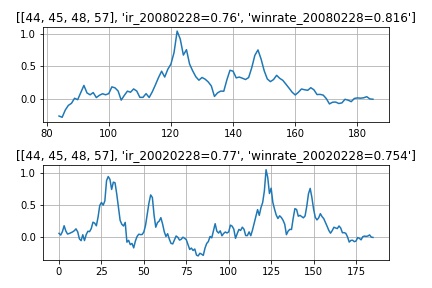 [[44, 45, 48, 57], 'ir_20080228=0.76', 'winrate_20080228=0.816']
1.0
0.5
0.0
80 100 120 140 160 180
[[44, 45, 48, 57], 'ir_20020228=0.77', 'winrate_20020228=0.754']
1.0
0.5
0.0
0 25 50 75 100 125 150 175